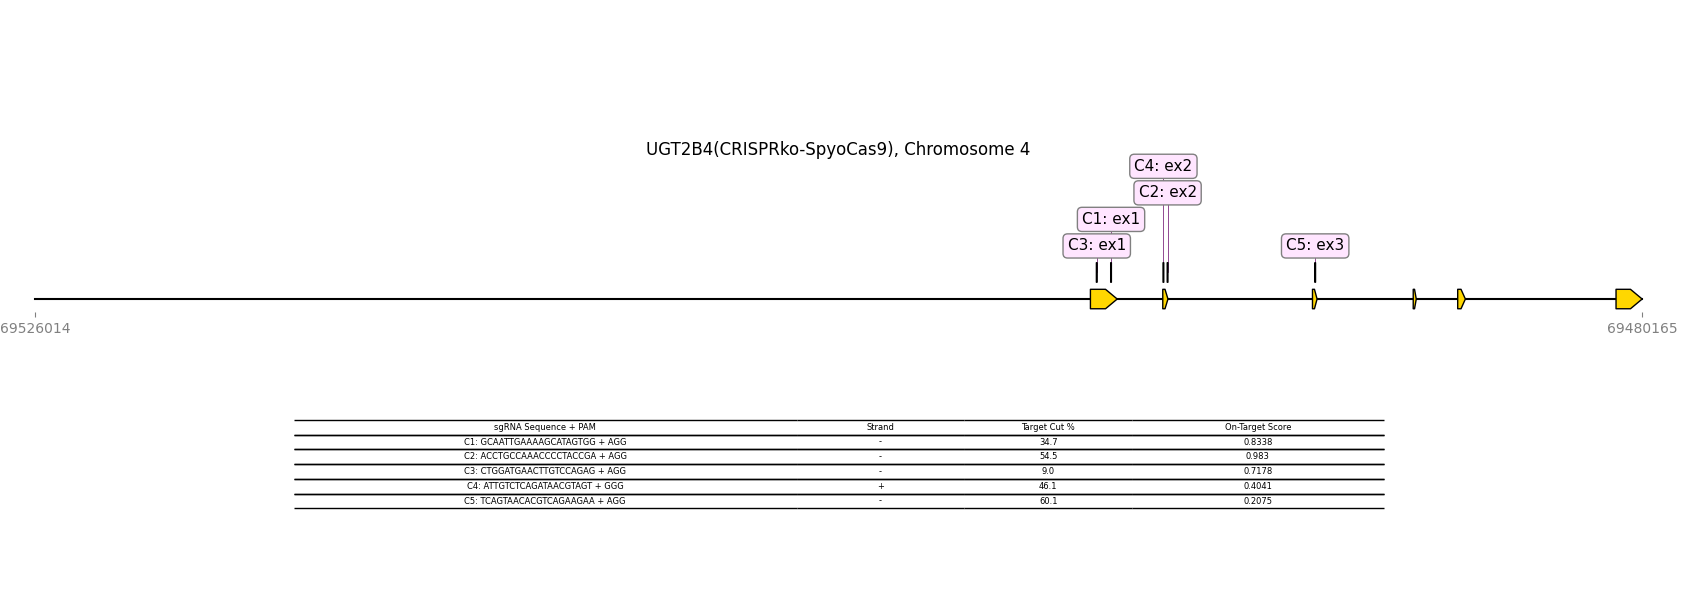 UGT2B4(CRISPRko-SpyoCas9), Chromosome 4
C4: ex2
C2: ex2
C1: ex1
C3: ex1
C5: ex3
69526014
69480165
sgRNA Sequence + PAM Strand Target Cut % On-Target Score
C1: GCAATTGAAAAGCATAGTGG + AGG - 34.7 0.8338
C2: ACCTGCCAAACCCCTACCGA + AGG - 54.5 0.983
C3: CTGGATGAACTTGTCCAGAG + AGG - 9.0 0.7178
C4: ATTGTCTCAGATAACGTAGT + GGG + 46.1 0.4041
C5: TCAGTAACACGTCAGAAGAA + AGG - 60.1 0.2075